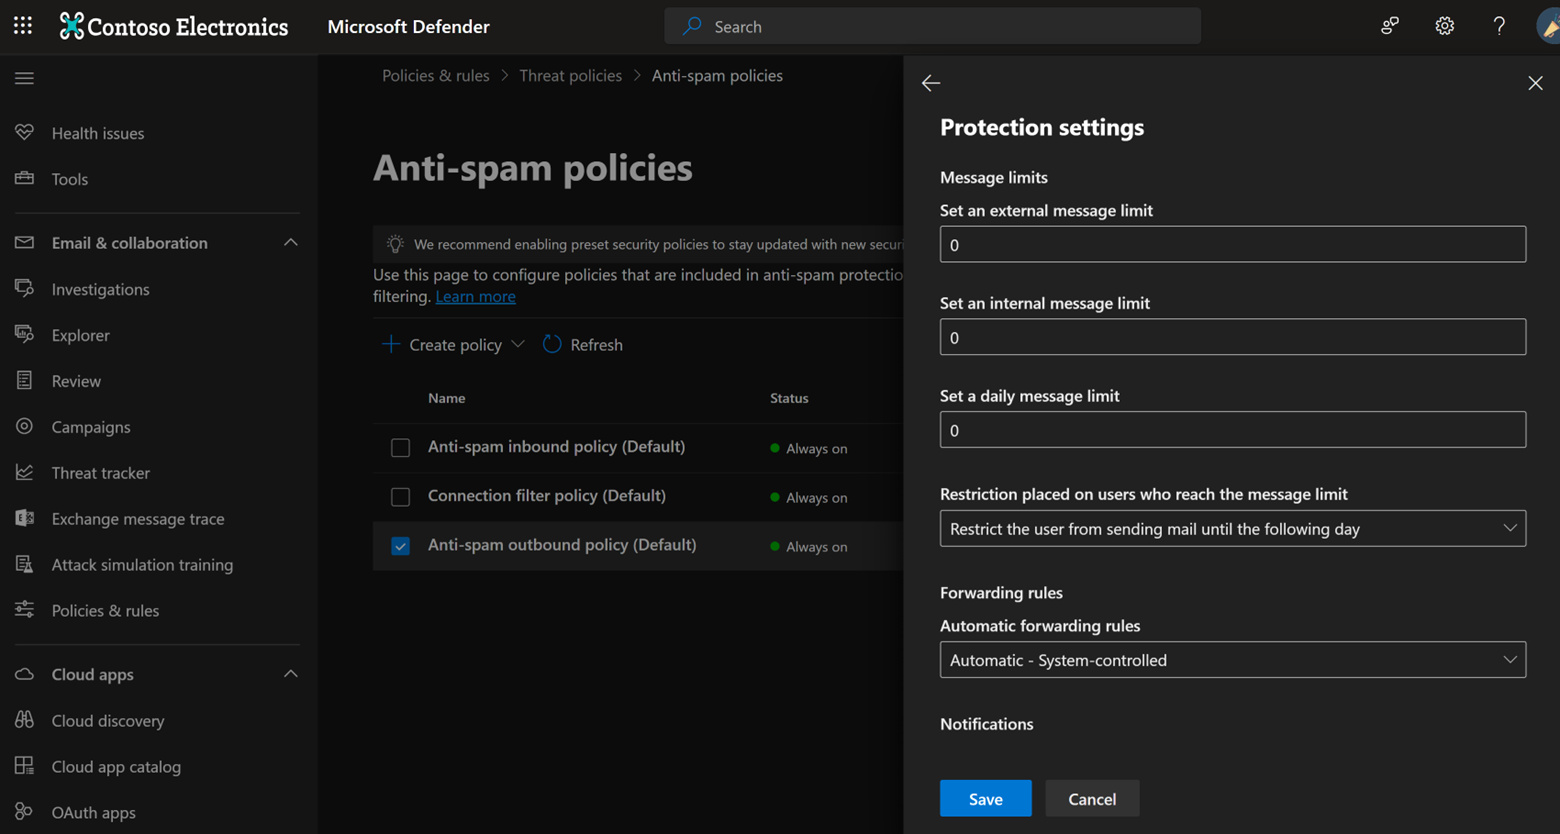 Contoso Electronics
Microsoft Defender
Search
Health issues
Tools
Email & collaboration
Investigations
Explorer
Review
Campaigns
Threat tracker
Exchange message trace
Attack simulation training
Policies & rules
Cloud apps
Cloud discovery
Cloud app catalog
OAuth apps
Policies & rules > Threat policies > Anti-spam policies
Anti-spam policies
We recommend enabling preset security policies to stay updated with new securi
Use this page to configure policies that are included in anti-spam protectio
filtering. Learn more
Create policy Refresh
Name Status
Anti-spam inbound policy (Default) Always on
Connection filter policy (Default) Always on
Anti-spam outbound policy (Default) Always on
Protection settings
Message limits
Set an external message limit
0
Set an internal message limit
0
Set a daily message limit
0
Restriction placed on users who reach the message limit
Restrict the user from sending mail until the following day
Forwarding rules
Automatic forwarding rules
Automatic - System-controlled
Notifications
Save Cancel